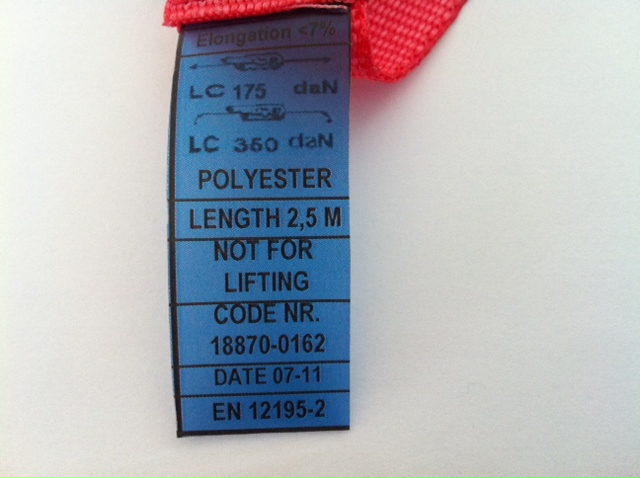 Elongation <7%
LC 175 daN
LC 350 daN
POLYESTER
LENGTH 2,5 M
NOT FOR
LIFTING
CODE NR.
18870-0162
DATE 07-11
EN 12195-2